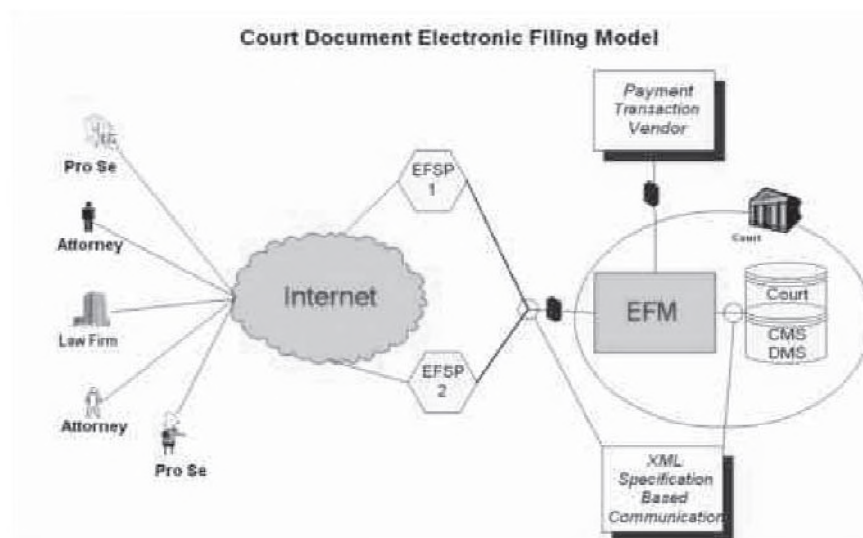 Court Document Electronic Filing Model
Pro Se
Attorney
Law Firm
Attorney
Pro Se
Internet
EFSP
1
EFSP
2
Payment
Transaction
Vendor
Court
EFM
Court
CMS
DMS
XML
Specification
Based
Communication